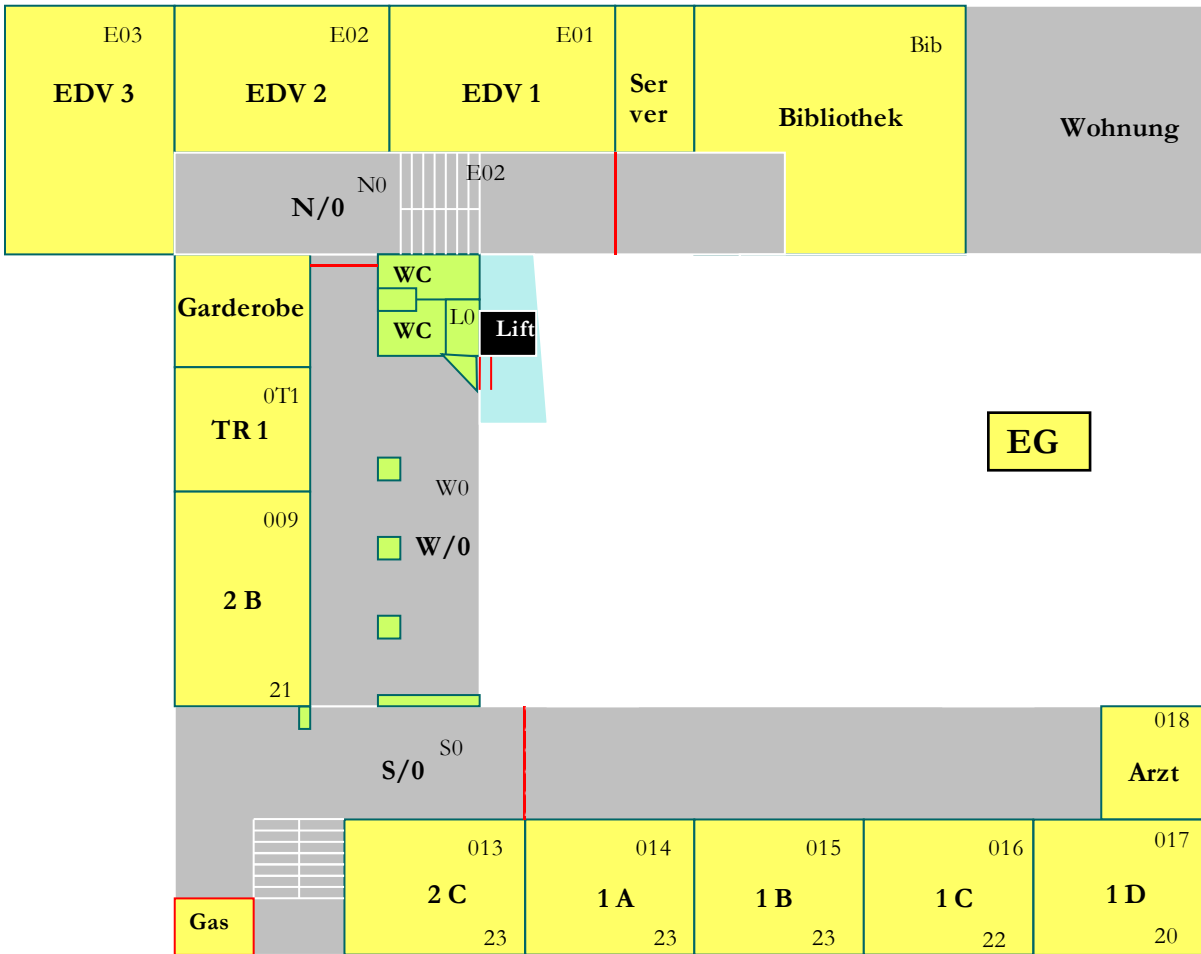 E03
EDV 3
E02
EDV 2
E01
EDV 1
Ser
ver
Bib
Bibliothek
Wohnung
N0
N/0
E02
WC
Garderobe
L0
WC
Lift
0T1
TR 1
EG
W0
W/0
009
2 B
21
S0
S/0
018
Arzt
013
2 C
23
014
1 A
23
015
1 B
23
016
1 C
22
017
1 D
20
Gas